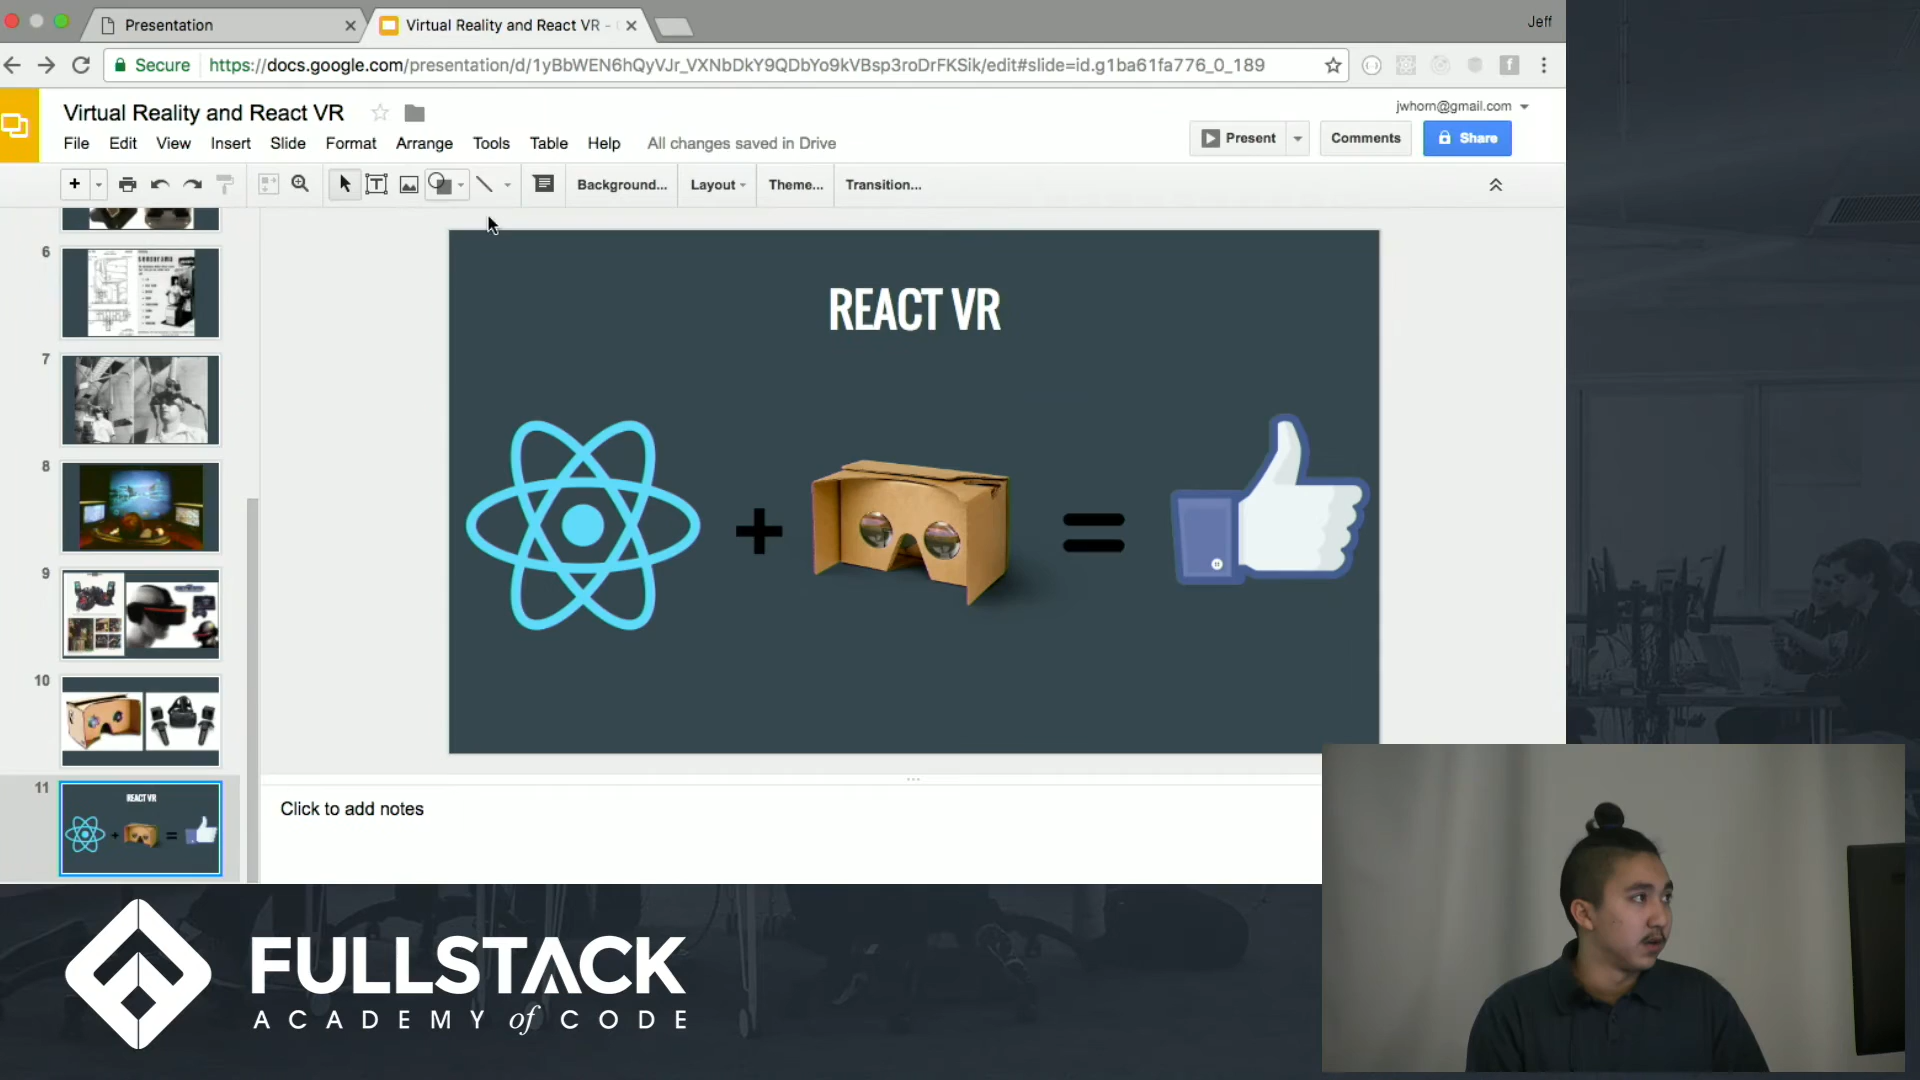 Presentation
Virtual Reality and React VR -
Jeff
Secure
https://docs.google.com/presentation/d/1yBbWEN6hQyVJr_VXNbDkY9QDbYo9kVBsp3roDrFKSik/edit#slide=id.g1ba61fa776_0_189
Virtual Reality and React VR
jwhorn@gmail.com
File Edit View Insert Slide Format Arrange Tools Table Help All changes saved in Drive
Present Comments Share
Background... Layout Theme... Transition...
6
sensorama
7
8
9
10
11
REACT VR
REACT VR
Click to add notes
FULLSTACK
ACADEMY of CODE